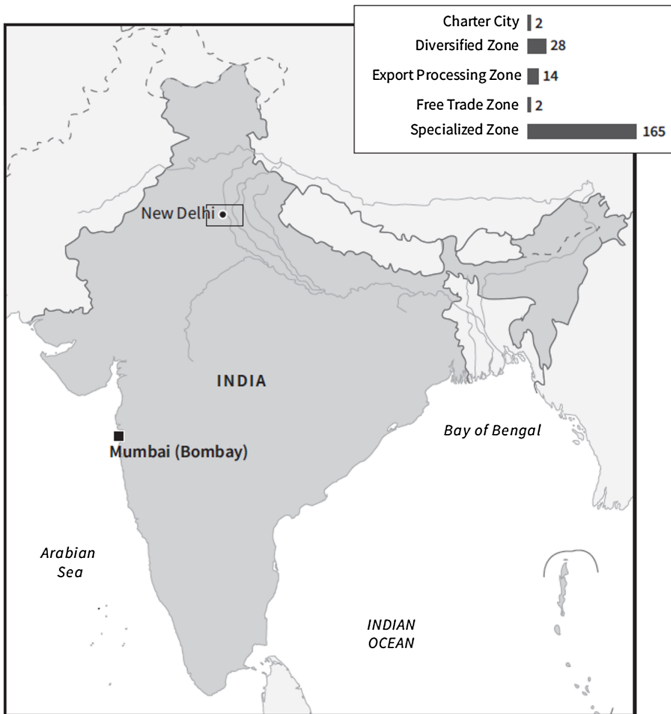 Charter City 2
Diversified Zone 28
Export Processing Zone 14
Free Trade Zone 2
Specialized Zone 165
New Delhi
INDIA
Bay of Bengal
Mumbai (Bombay)
Arabian
Sea
INDIAN
OCEAN